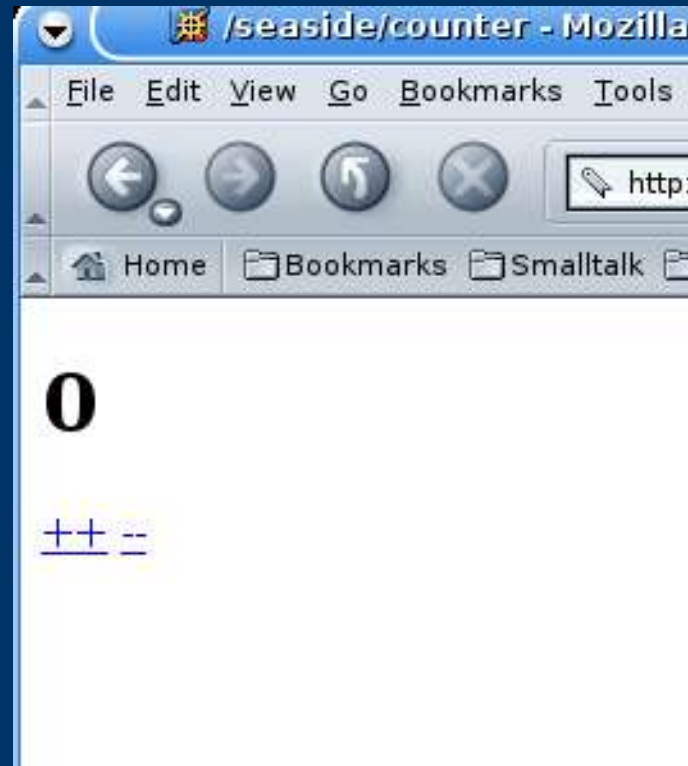 /seaside/counter - Mozilla
File Edit View Go Bookmarks Tools
http:
Home Bookmarks Smalltalk
0
++ --